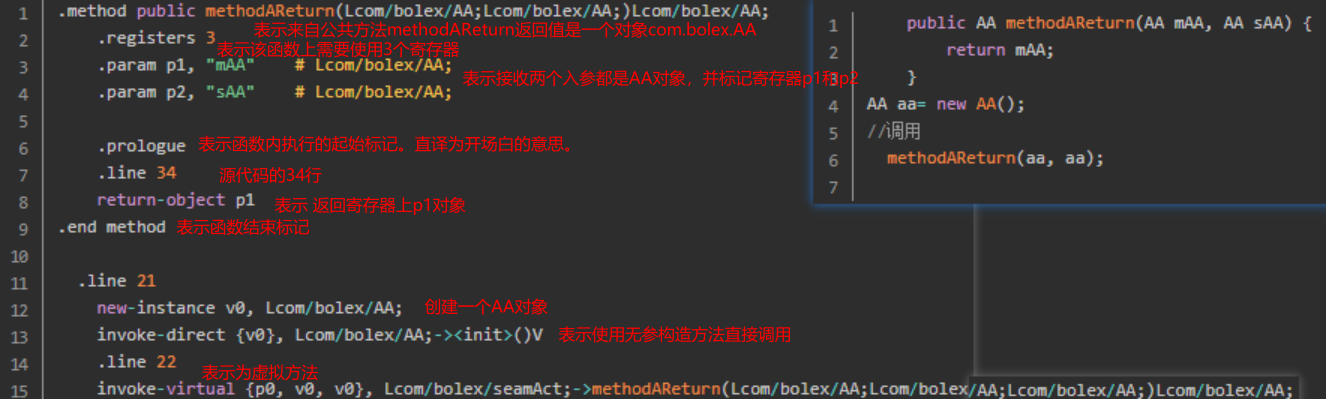 1 .method public methodAReturn(Lcom/bolex/AA;Lcom/bolex/AA;)Lcom/bolex/AA;
表示来自公共方法methodAReturn返回值是一个对象com.bolex.AA
2 .registers 3
表示该函数上需要使用3个寄存器
3 .param p1, "mAA" # Lcom/bolex/AA;
表示接收两个入参都是AA对象，并标记寄存器p1和p2
4 .param p2, "sAA" # Lcom/bolex/AA;
5
6 .prologue 表示函数内执行的起始标记。直译为开场白的意思。
7 .line 34 源代码的34行
8 return-object p1 表示 返回寄存器上p1对象
9 .end method 表示函数结束标记
10
11 .line 21
12 new-instance v0, Lcom/bolex/AA; 创建一个AA对象
13 invoke-direct {v0}, Lcom/bolex/AA;-><init>()V 表示使用无参构造方法直接调用
14 .line 22
表示为虚拟方法
15 invoke-virtual {p0, v0, v0}, Lcom/bolex/seamAct;->methodAReturn(Lcom/bolex/AA;Lcom/bolex/AA;Lcom/bolex/AA;)Lcom/bolex/AA;
1 public AA methodAReturn(AA mAA, AA sAA) {
2 return mAA;
3 }
4 AA aa= new AA();
5 //调用
6 methodAReturn(aa, aa);
7